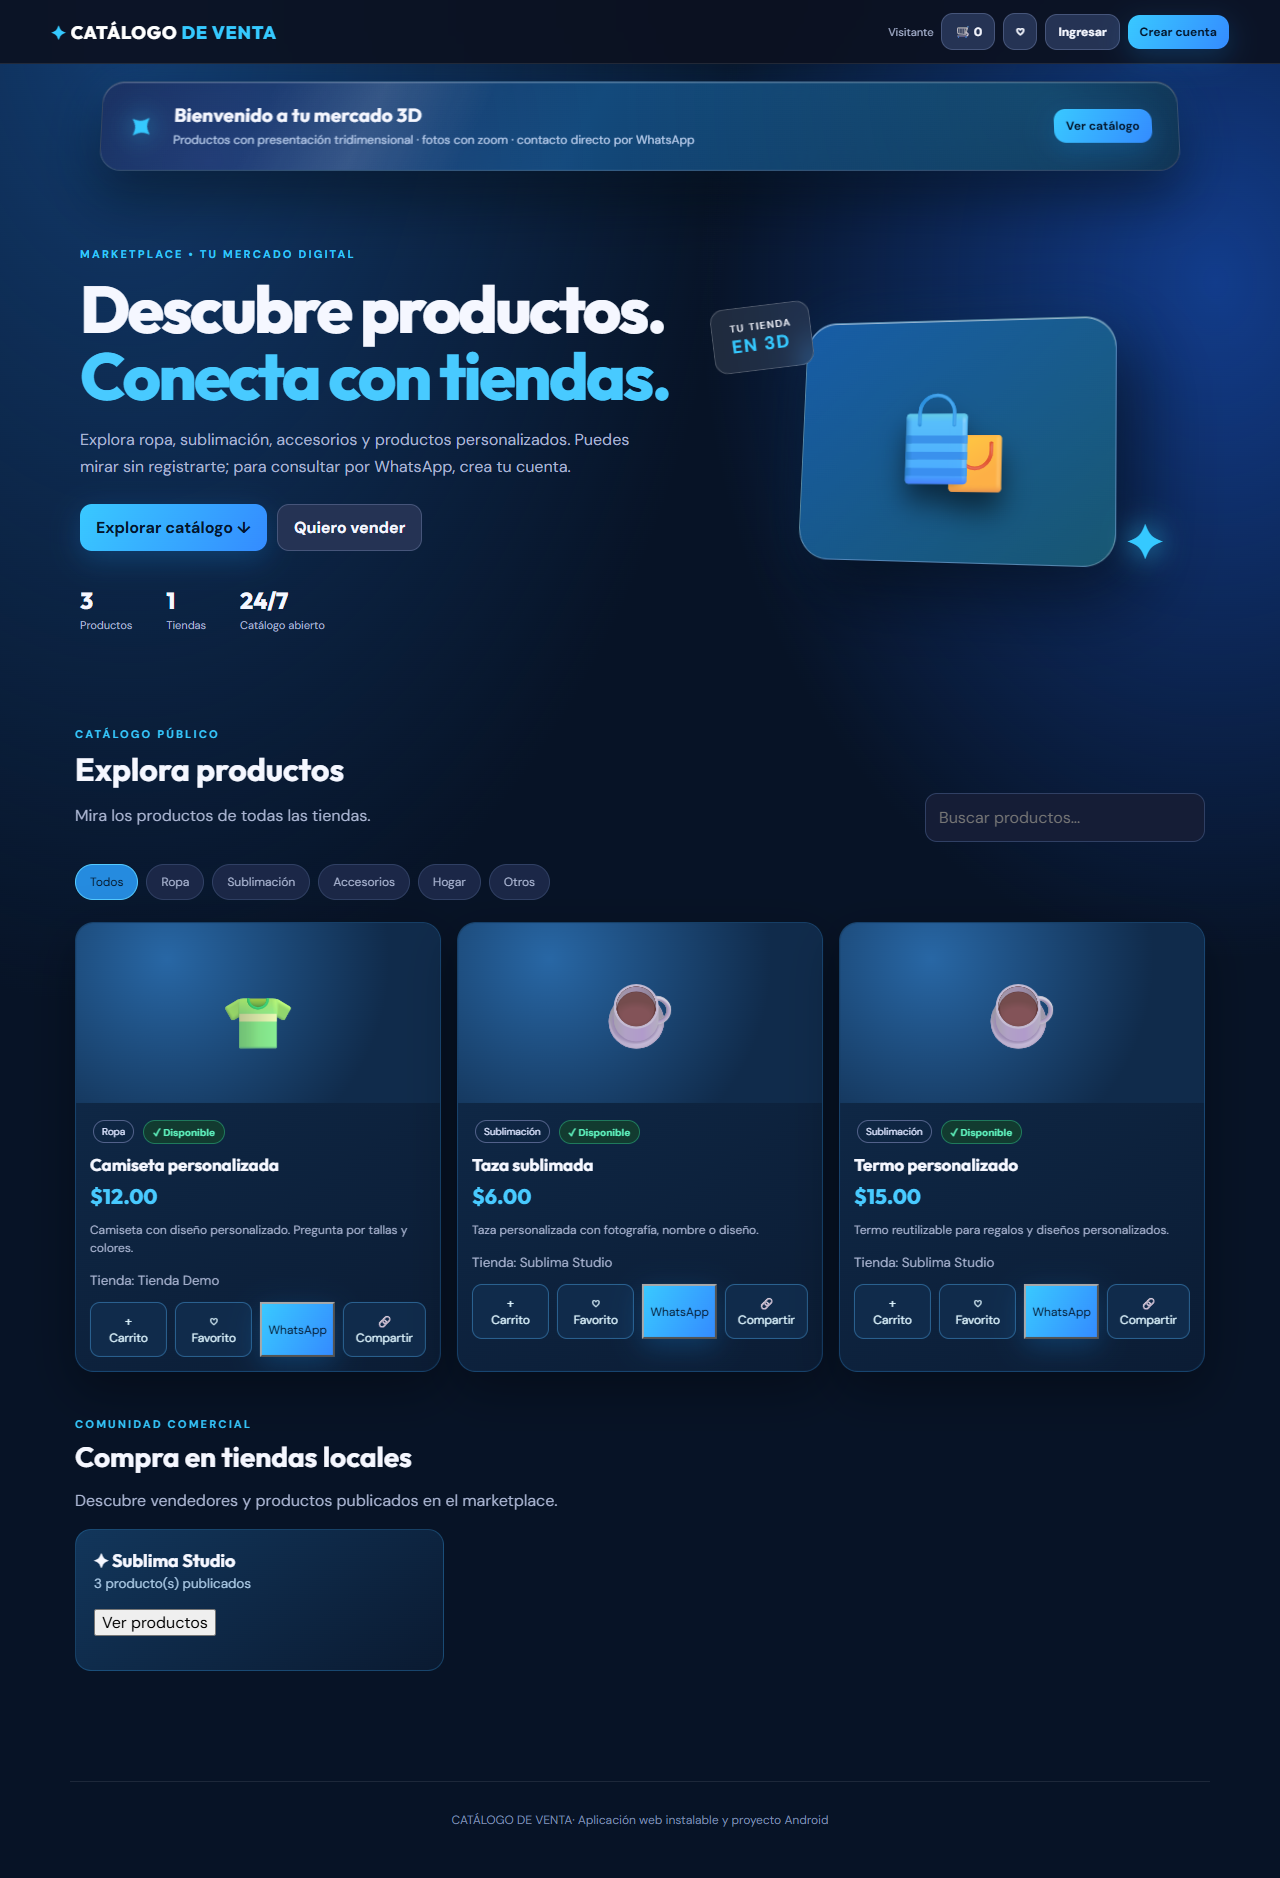 ✦ CATÁLOGO DE VENTA
Visitante
🛒 0
♡
Ingresar
Crear cuenta
Bienvenido a tu mercado 3D
Productos con presentación tridimensional · fotos con zoom · contacto directo por WhatsApp
Ver catálogo
MARKETPLACE • TU MERCADO DIGITAL
Descubre productos.
Conecta con tiendas.
Explora ropa, sublimación, accesorios y productos personalizados. Puedes
mirar sin registrarte; para consultar por WhatsApp, crea tu cuenta.
Explorar catálogo ↓
Quiero vender
TU TIENDA
EN 3D
3
Productos
1
Tiendas
24/7
Catálogo abierto
CATÁLOGO PÚBLICO
Explora productos
Mira los productos de todas las tiendas.
Buscar productos...
Todos
Ropa
Sublimación
Accesorios
Hogar
Otros
Ropa
✓ Disponible
Camiseta personalizada
$12.00
Camiseta con diseño personalizado. Pregunta por tallas y
colores.
Tienda: Tienda Demo
+
Carrito
♡
Favorito
WhatsApp
🔗
Compartir
Sublimación
✓ Disponible
Taza sublimada
$6.00
Taza personalizada con fotografía, nombre o diseño.
Tienda: Sublima Studio
+
Carrito
♡
Favorito
WhatsApp
🔗
Compartir
Sublimación
✓ Disponible
Termo personalizado
$15.00
Termo reutilizable para regalos y diseños personalizados.
Tienda: Sublima Studio
+
Carrito
♡
Favorito
WhatsApp
🔗
Compartir
COMUNIDAD COMERCIAL
Compra en tiendas locales
Descubre vendedores y productos publicados en el marketplace.
✦ Sublima Studio
3 producto(s) publicados
Ver productos
CATÁLOGO DE VENTA· Aplicación web instalable y proyecto Android